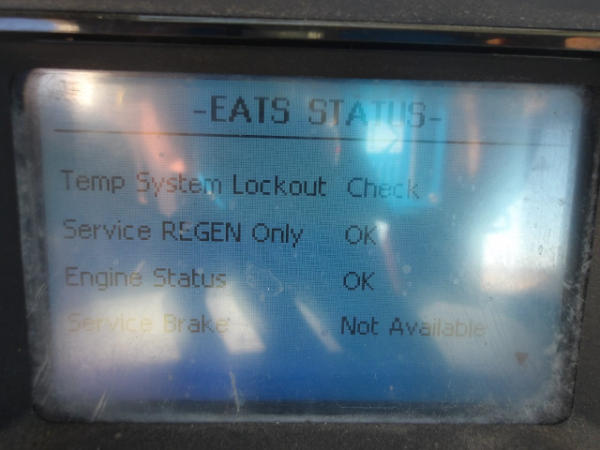 -EATS STATUS-
Temp System Lockout Check
Service REGEN Only OK
Engine Status OK
Service Brake Not Available